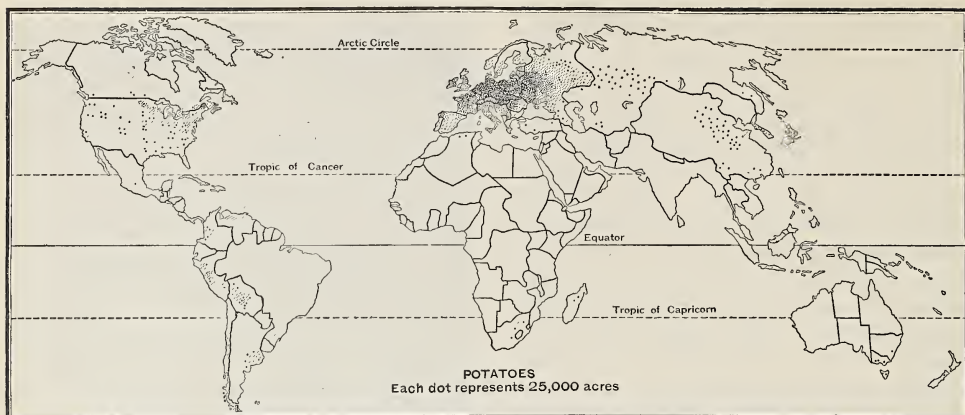 Arctic Circle
Tropic of Cancer
Equator
Tropic of Capricorn
POTATOES
Each dot represents 25,000 acres